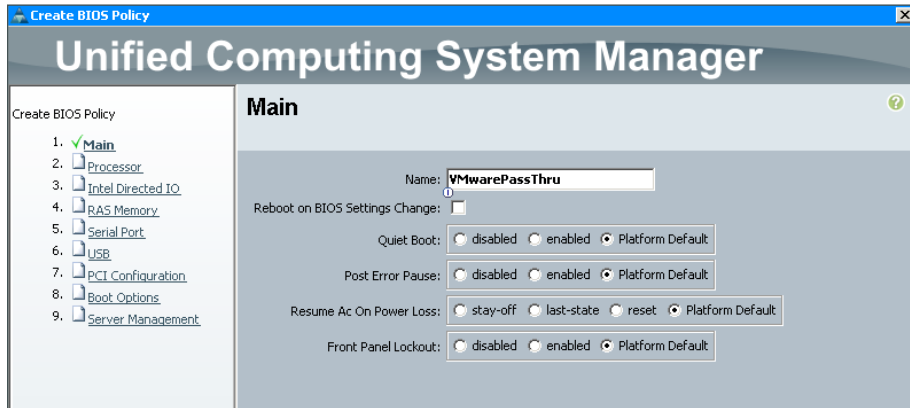 Create BIOS Policy
Unified Computing System Manager
Create BIOS Policy
1. Main
2. Processor
3. Intel Directed IO
4. RAS Memory
5. Serial Port
6. USB
7. PCI Configuration
8. Boot Options
9. Server Management
Main
Name: VMwarePassThru
Reboot on BIOS Settings Change:
Quiet Boot: disabled enabled Platform Default
Post Error Pause: disabled enabled Platform Default
Resume Ac On Power Loss: stay-off last-state reset Platform Default
Front Panel Lockout: disabled enabled Platform Default